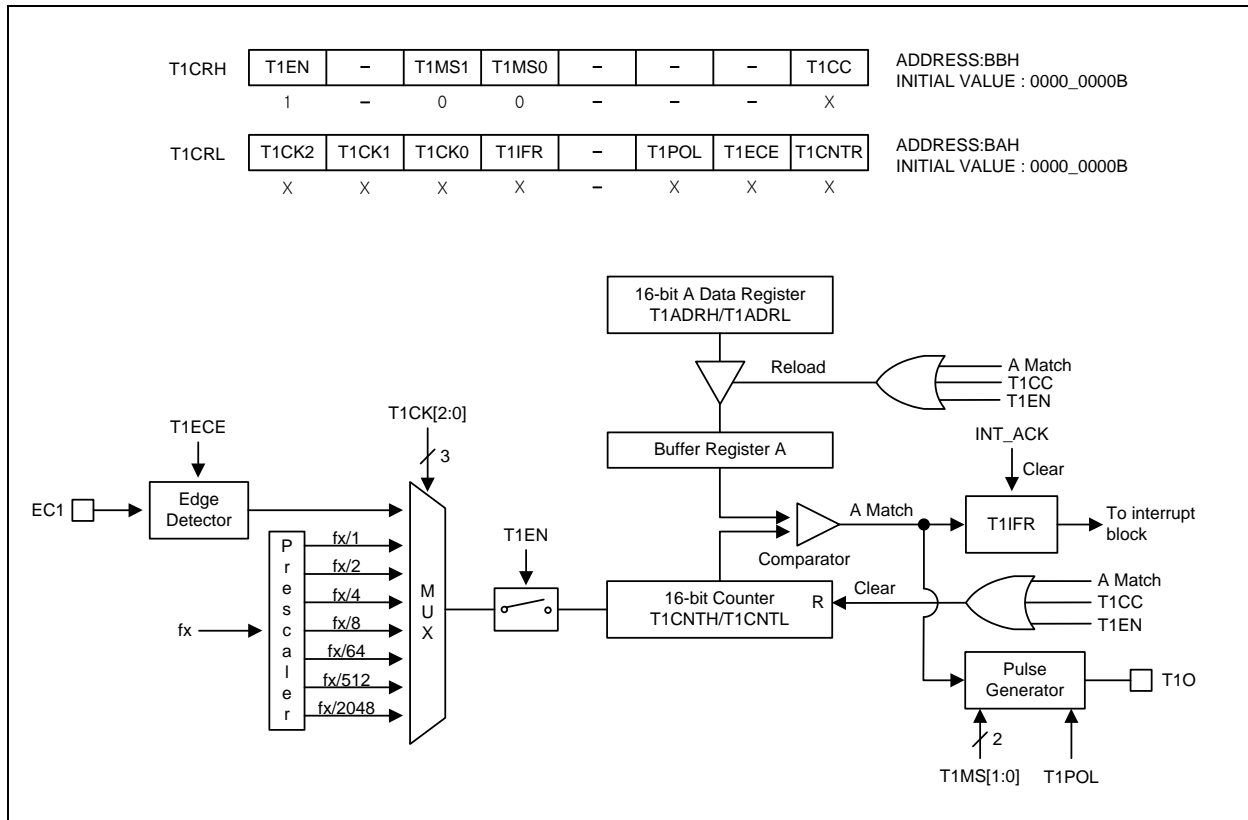 T1CRH T1EN – T1MS1 T1MS0 – – – T1CC ADDRESS:BBH
INITIAL VALUE : 0000_0000B
1 – 0 0 – – – X
T1CRL T1CK2 T1CK1 T1CK0 T1IFR – T1POL T1ECE T1CNTR ADDRESS:BAH
INITIAL VALUE : 0000_0000B
X X X X – X X X
16-bit A Data Register
T1ADRH/T1ADRL
Reload
A Match
T1CC
T1EN
Buffer Register A
T1CK[2:0]
3
T1ECE
INT_ACK
Clear
EC1
Edge
Detector
A Match
T1IFR
To interrupt
block
Comparator
T1EN
Prescaler
fx/1
fx/2
fx/4
fx/8
fx/64
fx/512
fx/2048
fx
MUX
16-bit Counter
T1CNTH/T1CNTL
R
Clear
A Match
T1CC
T1EN
Pulse
Generator
T1O
2
T1MS[1:0]
T1POL